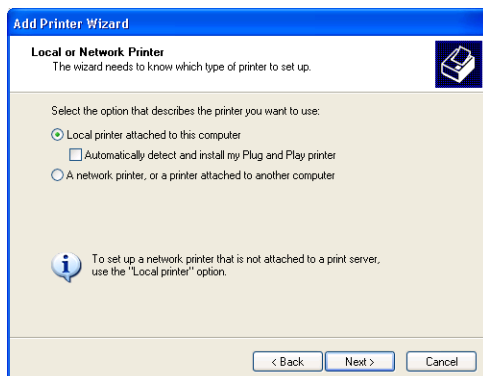 Add Printer Wizard
Local or Network Printer
The wizard needs to know which type of printer to set up.
Select the option that describes the printer you want to use:
Local printer attached to this computer
Automatically detect and install my Plug and Play printer
A network printer, or a printer attached to another computer
To set up a network printer that is not attached to a print server,
use the "Local printer" option.
< Back Next > Cancel